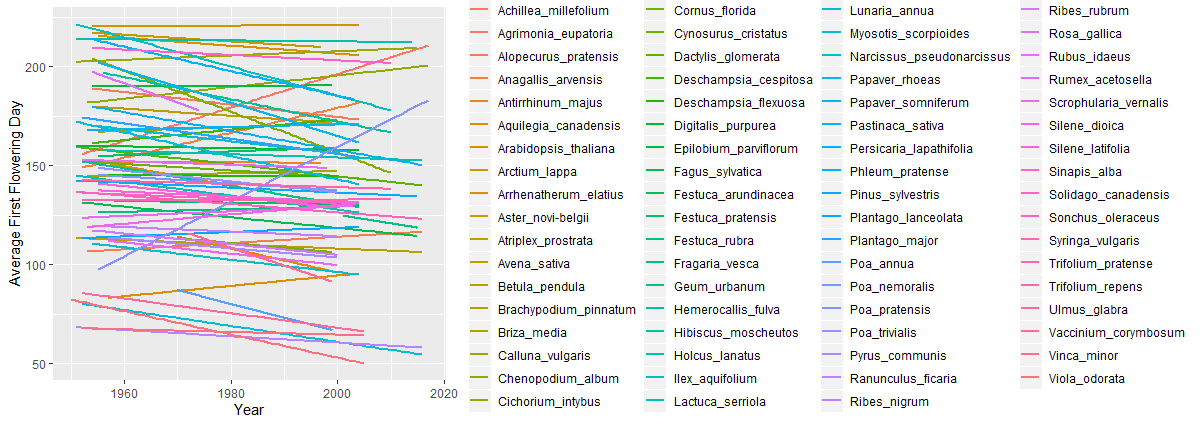 Average First Flowering Day
200
150
100
50
1960
1980
2000
2020
Year
Achillea_millefolium
Agrimonia_eupatoria
Alopecurus_pratensis
Anagallis_arvensis
Antirrhinum_majus
Aquilegia_canadensis
Arabidopsis_thaliana
Arctium_lappa
Arrhenatherum_elatius
Aster_novi-belgii
Atriplex_prostrata
Avena_sativa
Betula_pendula
Brachypodium_pinnatum
Briza_media
Calluna_vulgaris
Chenopodium_album
Cichorium_intybus
Cornus_florida
Cynosurus_cristatus
Dactylis_glomerata
Deschampsia_cespitosa
Deschampsia_flexuosa
Digitalis_purpurea
Epilobium_parviflorum
Fagus_sylvatica
Festuca_arundinacea
Festuca_pratensis
Festuca_rubra
Fragaria_vesca
Geum_urbanum
Hemerocallis_fulva
Hibiscus_moscheutos
Holcus_lanatus
Ilex_aquifolium
Lactuca_serriola
Lunaria_annua
Myosotis_scorpioides
Narcissus_pseudonarcissus
Papaver_rhoeas
Papaver_somniferum
Pastinaca_sativa
Persicaria_lapathifolia
Phleum_pratense
Pinus_sylvestris
Plantago_lanceolata
Plantago_major
Poa_annua
Poa_nemoralis
Poa_pratensis
Poa_trivialis
Pyrus_communis
Ranunculus_ficaria
Ribes_nigrum
Ribes_rubrum
Rosa_gallica
Rubus_idaeus
Rumex_acetosella
Scrophularia_vernalis
Silene_dioica
Silene_latifolia
Sinapis_alba
Solidago_canadensis
Sonchus_oleraceus
Syringa_vulgaris
Trifolium_pratense
Trifolium_repens
Ulmus_glabra
Vaccinium_corymbosum
Vinca_minor
Viola_odorata